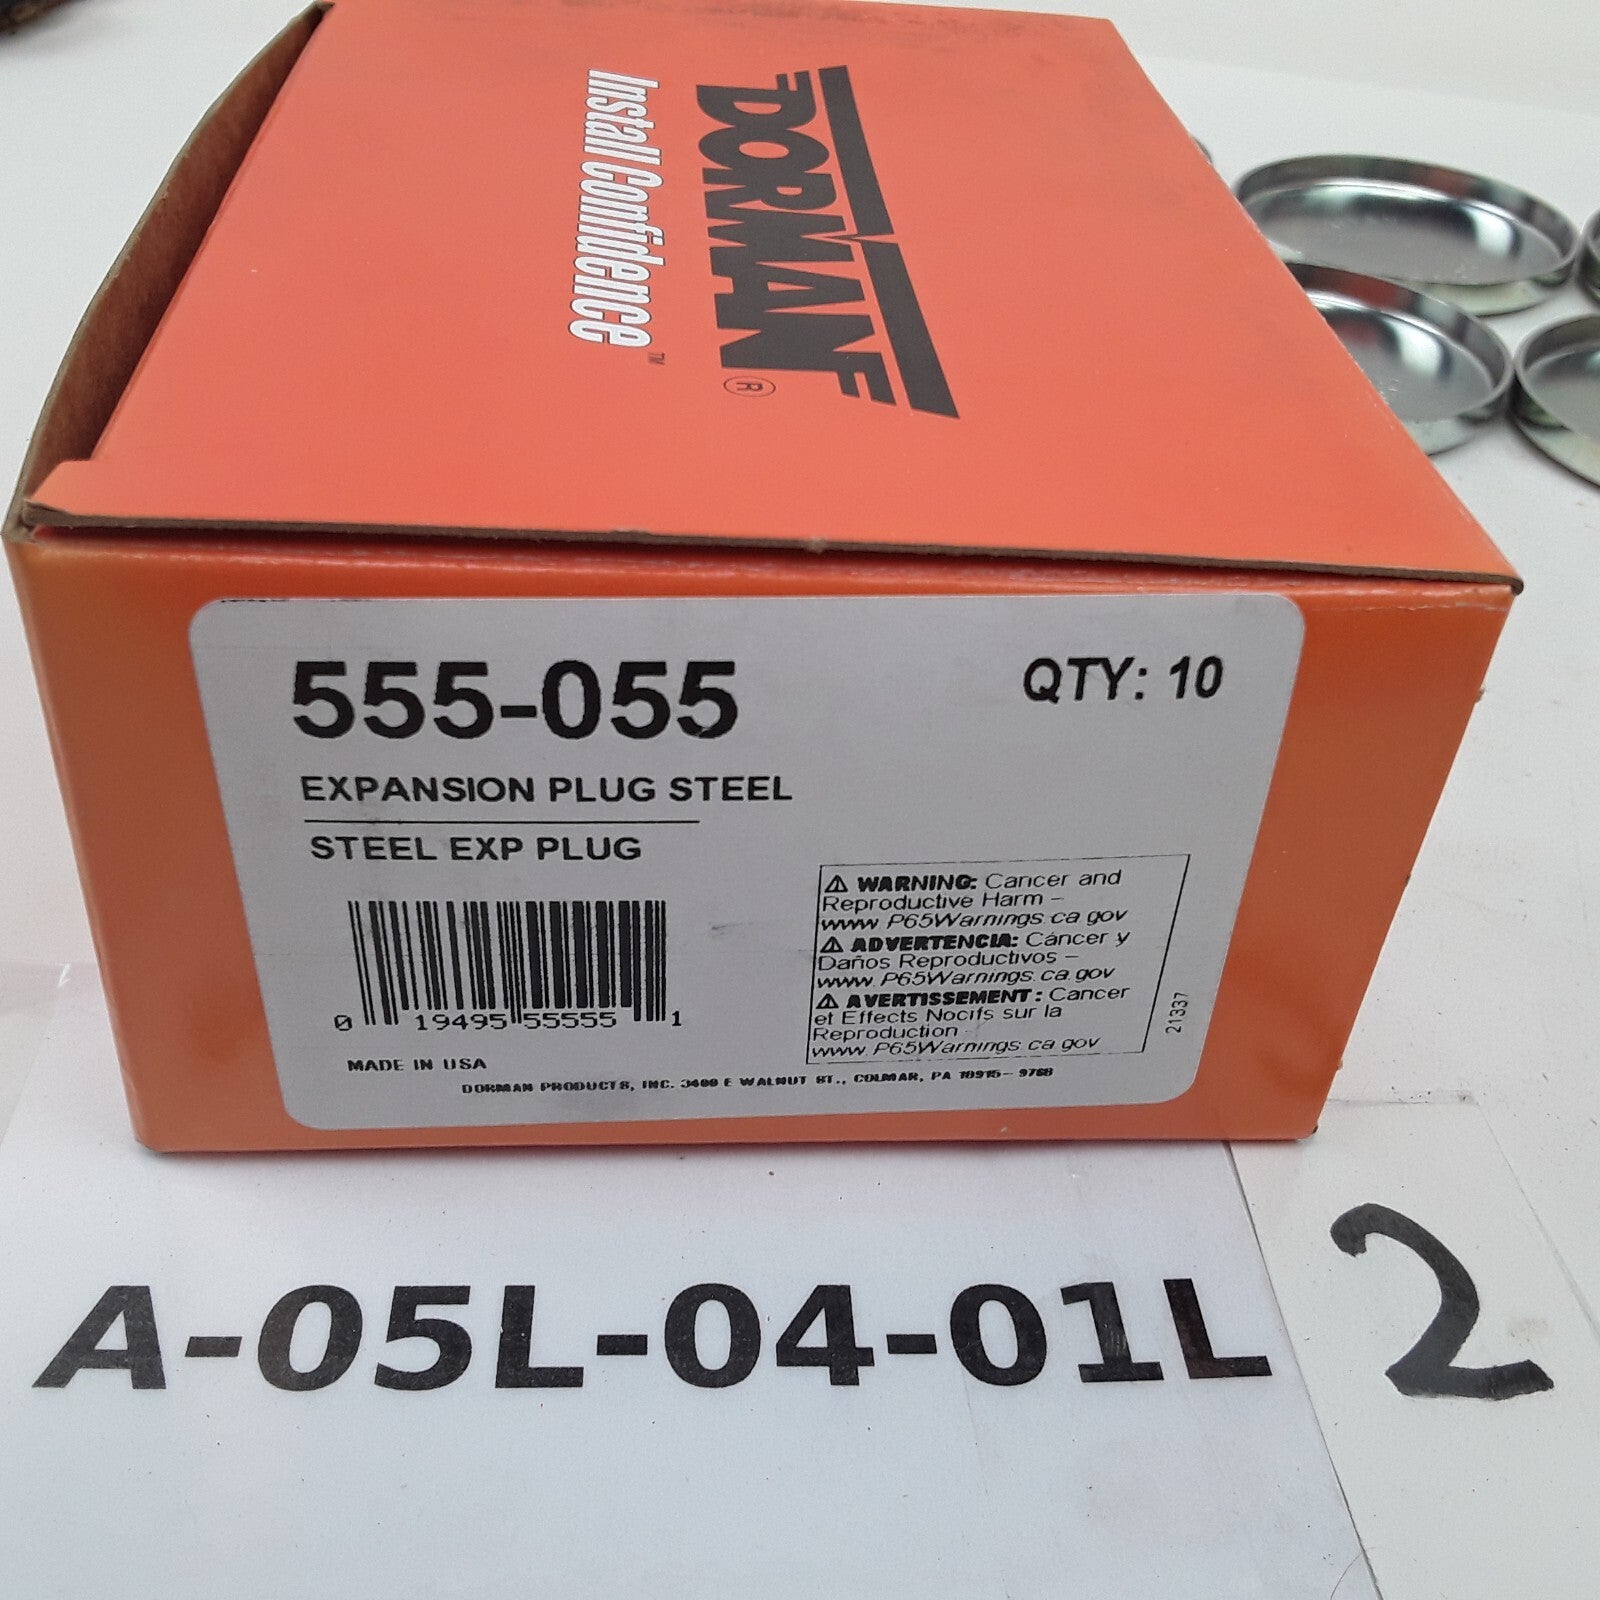 DORMAN®
Install Confidence™
555-055
QTY: 10
EXPANSION PLUG STEEL
STEEL EXP PLUG
0 19495 55555 1
MADE IN USA
⚠ WARNING: Cancer and
Reproductive Harm –
www.P65Warnings.ca.gov
⚠ ADVERTENCIA: Cáncer y
Daños Reproductivos –
www.P65Warnings.ca.gov
⚠ AVERTISSEMENT: Cancer
et Effects Nocifs sur la
Reproduction -
www.P65Warnings.ca.gov
21337
DORMAN PRODUCTS, INC. 3400 E WALNUT ST., COLMAR, PA 18915-9768
A-05L-04-01L
2